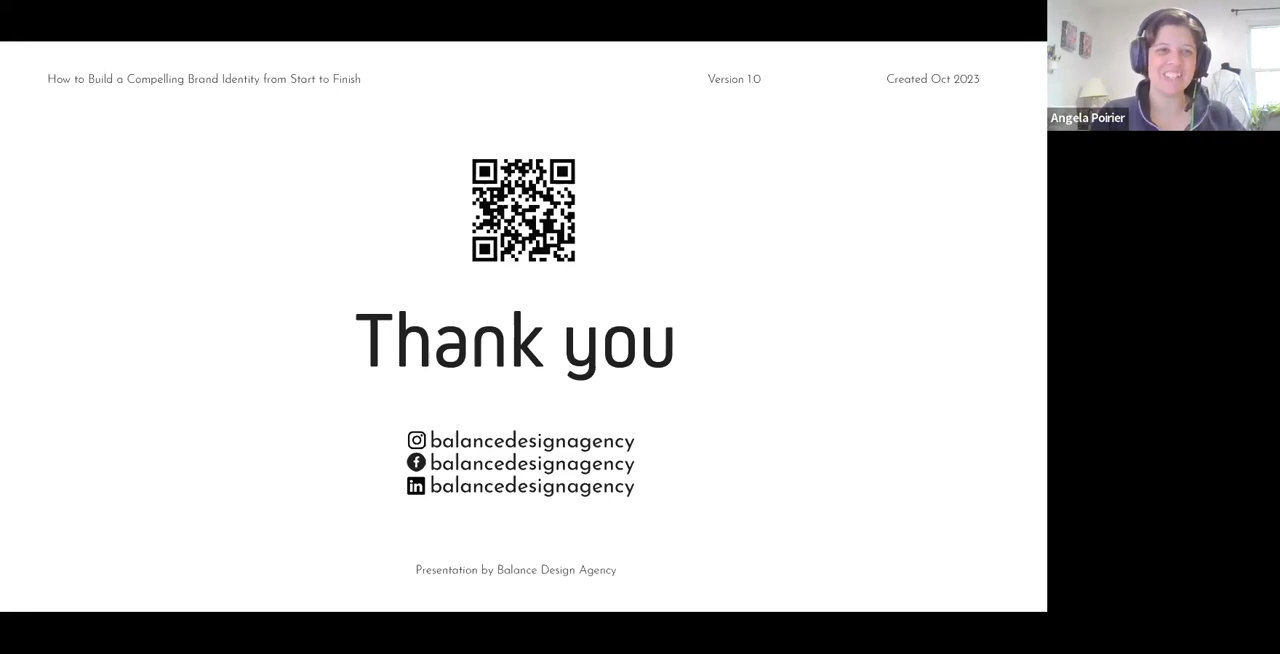 How to Build a Compelling Brand Identity from Start to Finish
Version 1.0
Created Oct 2023
Angela Poirier
Thank you
balancedesignagency
balancedesignagency
in balancedesignagency
Presentation by Balance Design Agency